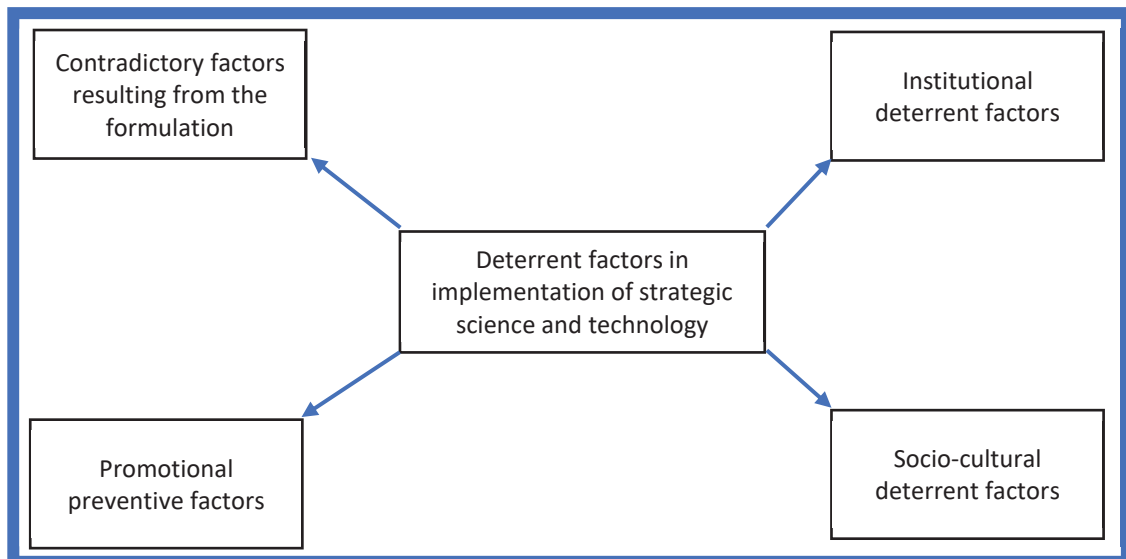 Contradictory factors
resulting from the
formulation
Institutional
deterrent factors
Deterrent factors in
implementation of strategic
science and technology
Promotional
preventive factors
Socio-cultural
deterrent factors